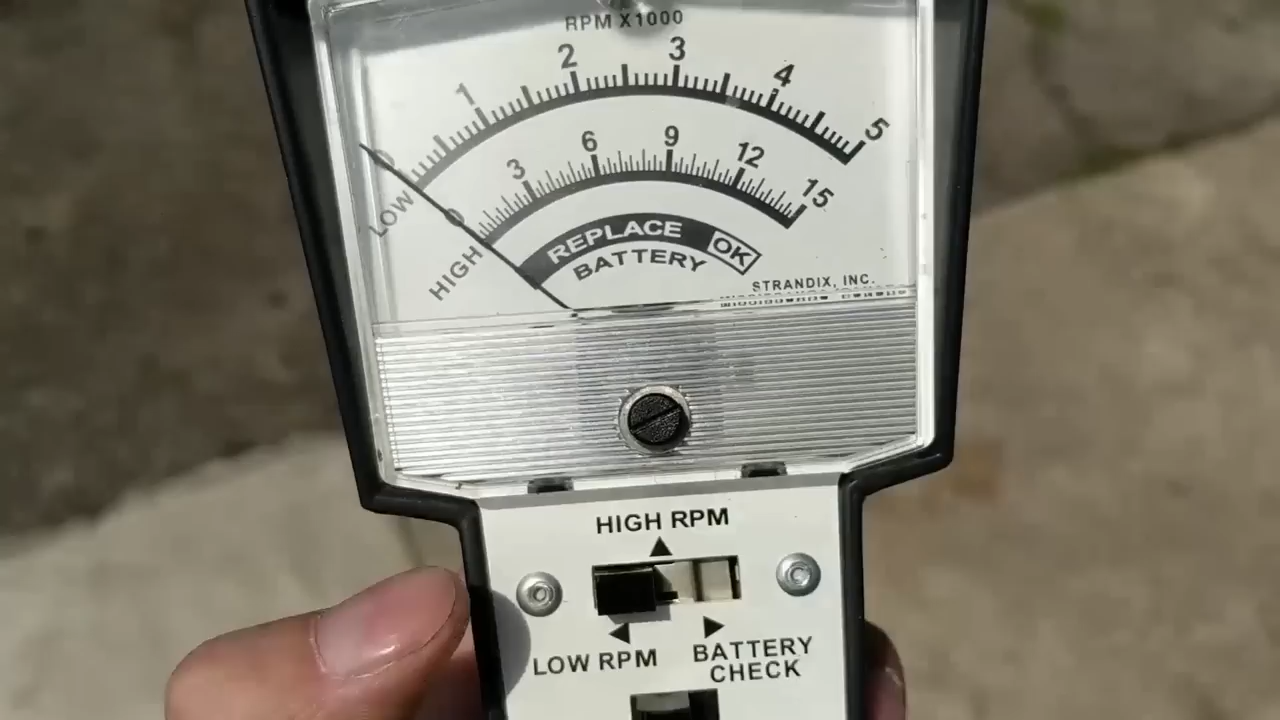 RPM X1000
0 1 2 3 4 5
LOW
0 3 6 9 12 15
HIGH
REPLACE OK
BATTERY
STRANDIX, INC.
HIGH RPM
LOW RPM
BATTERY
CHECK